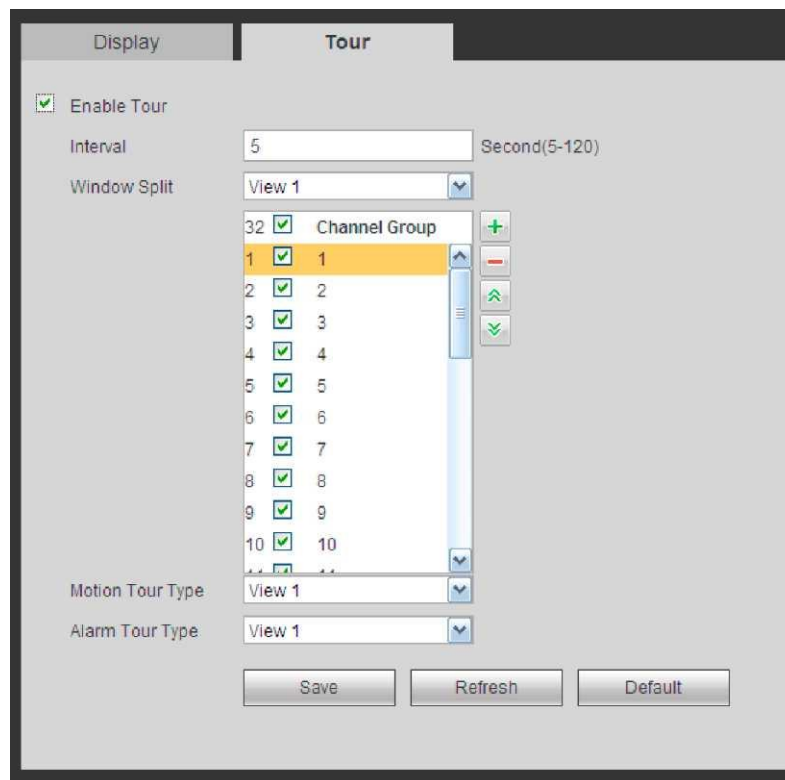 Display Tour
Enable Tour
Interval 5 Second(5-120)
Window Split View 1
32 Channel Group
1 1
2 2
3 3
4 4
5 5
6 6
7 7
8 8
9 9
10 10
Motion Tour Type View 1
Alarm Tour Type View 1
Save Refresh Default